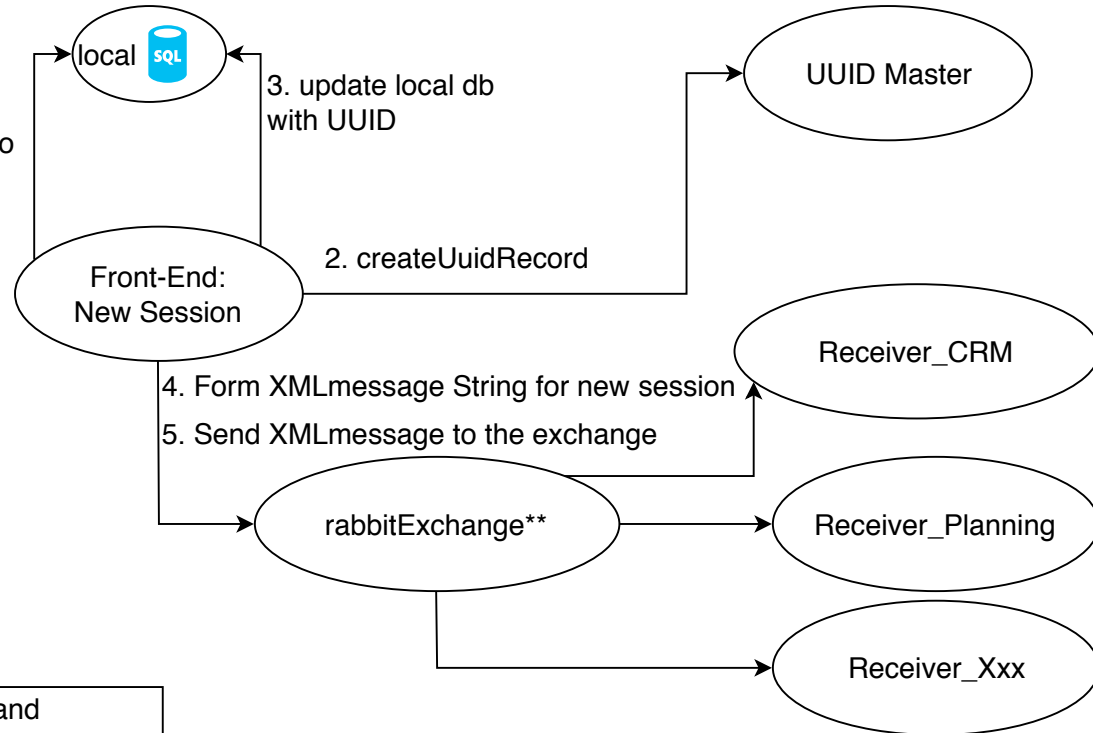 local
SQL
3. update local db
with UUID
UUID Master
o
Front-End:
New Session
2. createUuidRecord
Receiver_CRM
4. Form XMLmessage String for new session
5. Send XMLmessage to the exchange
rabbitExchange**
Receiver_Planning
Receiver_Xxx
and